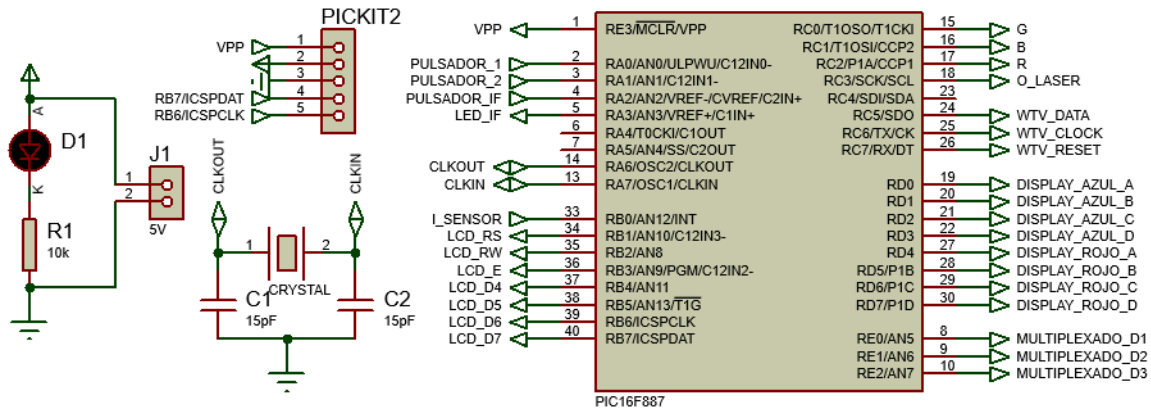 PICKIT2
VPP 1
2
3
RB7/ICSPDAT 4
RB6/ICSPCLK 5
A
D1
K
R1
10k
J1
1
2
5V
CLKOUT
CLKIN
1 2
CRYSTAL
C1
15pF
C2
15pF
VPP 1 RE3/MCLR/VPP
PULSADOR_1 2 RA0/AN0/ULPWU/C12IN0-
PULSADOR_2 3 RA1/AN1/C12IN1-
PULSADOR_IF 4 RA2/AN2/VREF-/CVREF/C2IN+
LED_IF 5 RA3/AN3/VREF+/C1IN+
6 RA4/T0CKI/C1OUT
7 RA5/AN4/SS/C2OUT
CLKOUT 14 RA6/OSC2/CLKOUT
CLKIN 13 RA7/OSC1/CLKIN
I_SENSOR 33 RB0/AN12/INT
LCD_RS 34 RB1/AN10/C12IN3-
LCD_RW 35 RB2/AN8
LCD_E 36 RB3/AN9/PGM/C12IN2-
LCD_D4 37 RB4/AN11
LCD_D5 38 RB5/AN13/T1G
LCD_D6 39 RB6/ICSPCLK
LCD_D7 40 RB7/ICSPDAT
RC0/T1OSO/T1CKI 15 G
RC1/T1OSI/CCP2 16 B
RC2/P1A/CCP1 17 R
RC3/SCK/SCL 18 O_LASER
RC4/SDI/SDA 23
RC5/SDO 24 WTV_DATA
RC6/TX/CK 25 WTV_CLOCK
RC7/RX/DT 26 WTV_RESET
RD0 19 DISPLAY_AZUL_A
RD1 20 DISPLAY_AZUL_B
RD2 21 DISPLAY_AZUL_C
RD3 22 DISPLAY_AZUL_D
RD4 27 DISPLAY_ROJO_A
RD5/P1B 28 DISPLAY_ROJO_B
RD6/P1C 29 DISPLAY_ROJO_C
RD7/P1D 30 DISPLAY_ROJO_D
RE0/AN5 8 MULTIPLEXADO_D1
RE1/AN6 9 MULTIPLEXADO_D2
RE2/AN7 10 MULTIPLEXADO_D3
PIC16F887